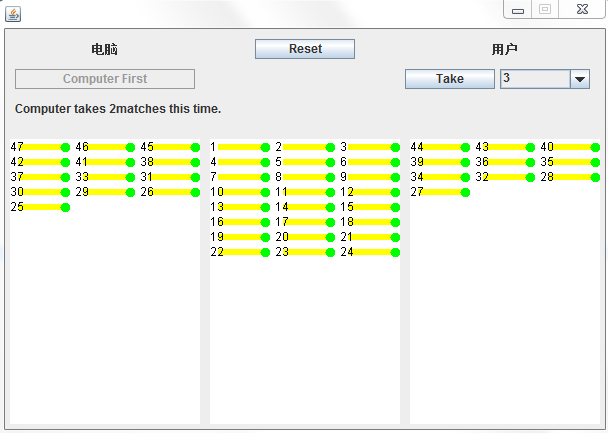 电脑 Reset 用户
Computer First Take 3
Computer takes 2matches this time.
47 46 45 1 2 3 44 43 40
42 41 38 4 5 6 39 36 35
37 33 31 7 8 9 34 32 28
30 29 26 10 11 12 27
25 13 14 15
16 17 18
19 20 21
22 23 24